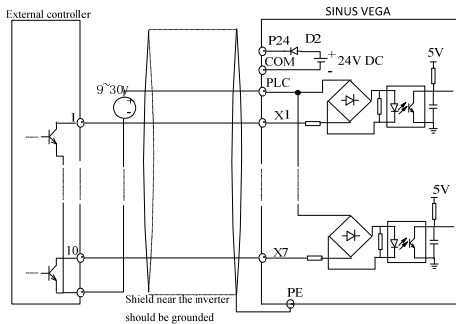 External controller
SINUS VEGA
P24
D2
COM
+
24V DC
-
5V
PLC
9~30v
+
-
1
X1
5V
10
X7
Shield near the inverter
should be grounded
PE